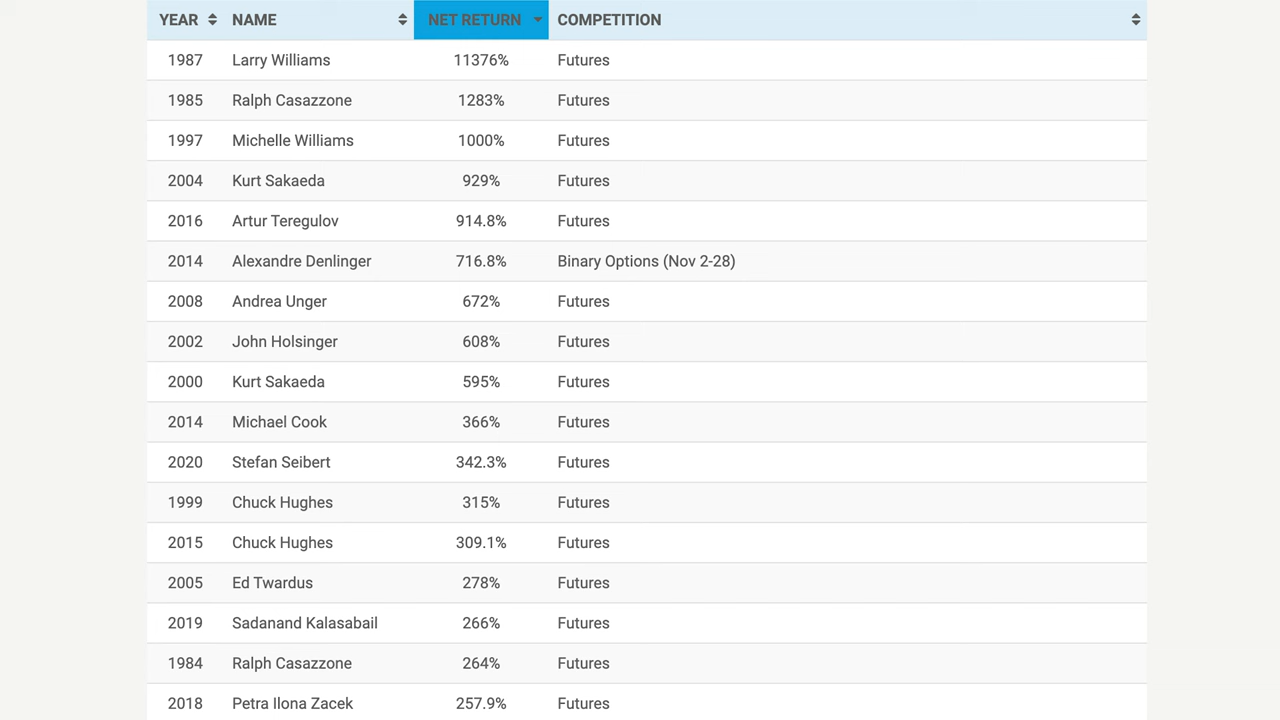 YEAR NAME NET RETURN COMPETITION
1987 Larry Williams 11376% Futures
1985 Ralph Casazzone 1283% Futures
1997 Michelle Williams 1000% Futures
2004 Kurt Sakaeda 929% Futures
2016 Artur Teregulov 914.8% Futures
2014 Alexandre Denlinger 716.8% Binary Options (Nov 2-28)
2008 Andrea Unger 672% Futures
2002 John Holsinger 608% Futures
2000 Kurt Sakaeda 595% Futures
2014 Michael Cook 366% Futures
2020 Stefan Seibert 342.3% Futures
1999 Chuck Hughes 315% Futures
2015 Chuck Hughes 309.1% Futures
2005 Ed Twardus 278% Futures
2019 Sadanand Kalasabail 266% Futures
1984 Ralph Casazzone 264% Futures
2018 Petra Ilona Zacek 257.9% Futures